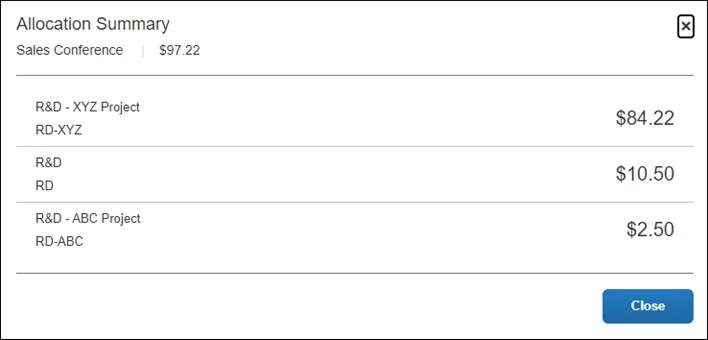 Allocation Summary
Sales Conference | $97.22
R&D - XYZ Project
RD-XYZ
$84.22
R&D
RD
$10.50
R&D - ABC Project
RD-ABC
$2.50
Close